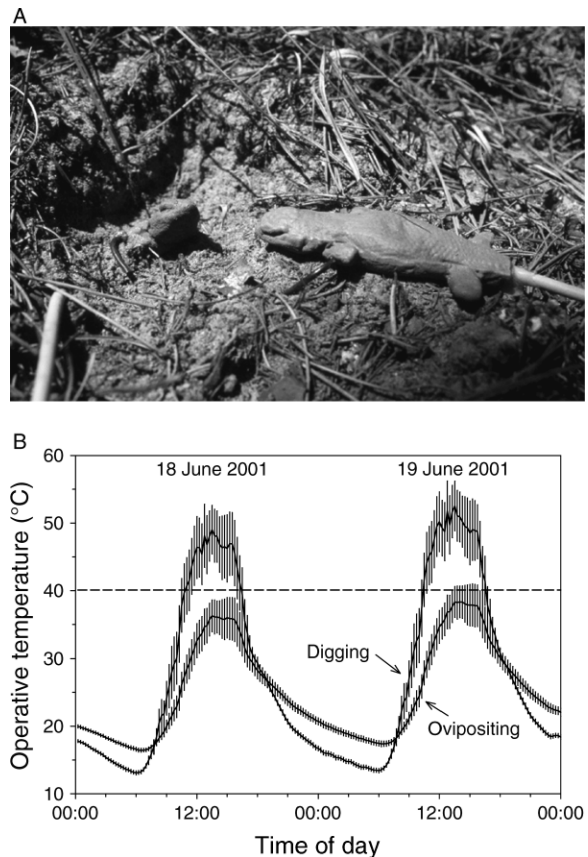 A
B
60
50
40
30
20
10
Operative temperature (°C)
18 June 2001
19 June 2001
Digging
Ovipositing
00:00
12:00
00:00
12:00
00:00
Time of day